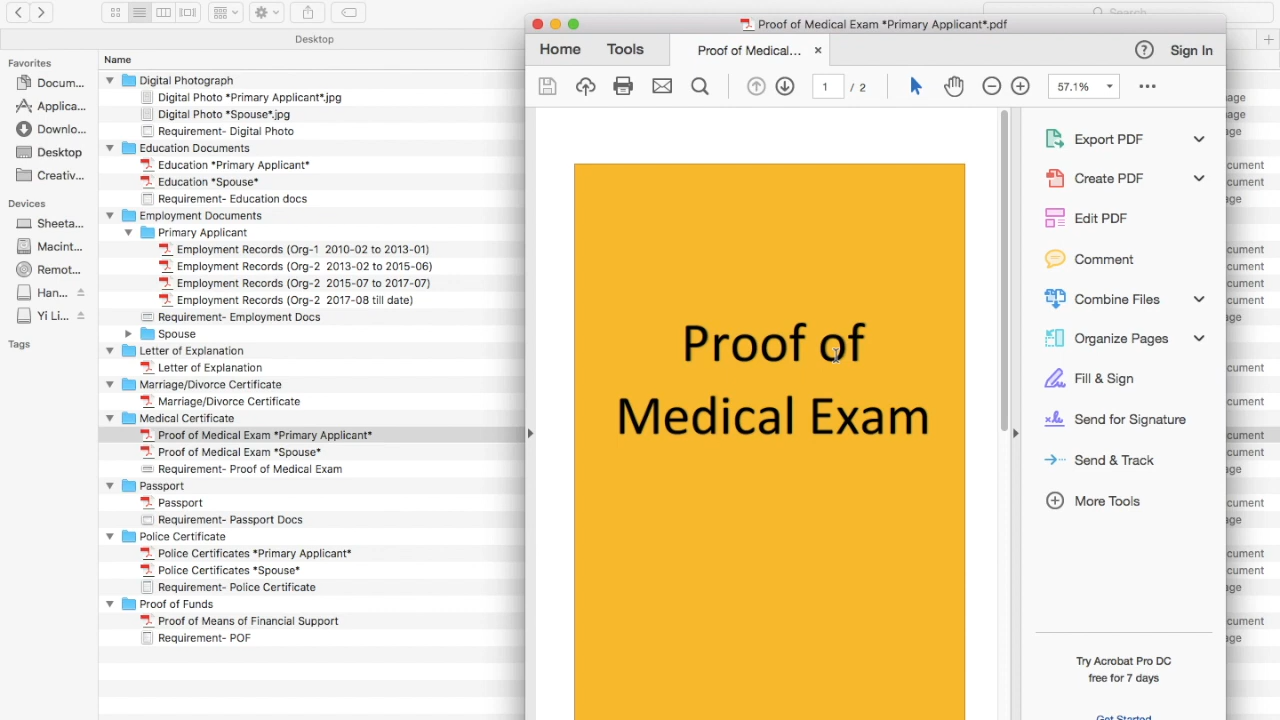 Search
Desktop
Favorites
Docum...
Applica...
Downlo...
Desktop
Creativ...
Devices
Sheeta...
Macint...
Remot...
Han...
Yi Li...
Tags
Name
Digital Photograph
Digital Photo *Primary Applicant*.jpg
Digital Photo *Spouse*.jpg
Requirement- Digital Photo
Education Documents
Education *Primary Applicant*
Education *Spouse*
Requirement- Education docs
Employment Documents
Primary Applicant
Employment Records (Org-1 2010-02 to 2013-01)
Employment Records (Org-2 2013-02 to 2015-06)
Employment Records (Org-2 2015-07 to 2017-07)
Employment Records (Org-2 2017-08 till date)
Requirement- Employment Docs
Spouse
Letter of Explanation
Letter of Explanation
Marriage/Divorce Certificate
Marriage/Divorce Certificate
Medical Certificate
Proof of Medical Exam *Primary Applicant*
Proof of Medical Exam *Spouse*
Requirement- Proof of Medical Exam
Passport
Passport
Requirement- Passport Docs
Police Certificate
Police Certificates *Primary Applicant*
Police Certificates *Spouse*
Requirement- Police Certificate
Proof of Funds
Proof of Means of Financial Support
Requirement- POF
Proof of Medical Exam *Primary Applicant*.pdf
Home Tools Proof of Medical... × Sign In
1 / 2 57.1%
Proof of
Medical Exam
Export PDF
Create PDF
Edit PDF
Comment
Combine Files
Organize Pages
Fill & Sign
Send for Signature
Send & Track
More Tools
Try Acrobat Pro DC
free for 7 days
Get Started